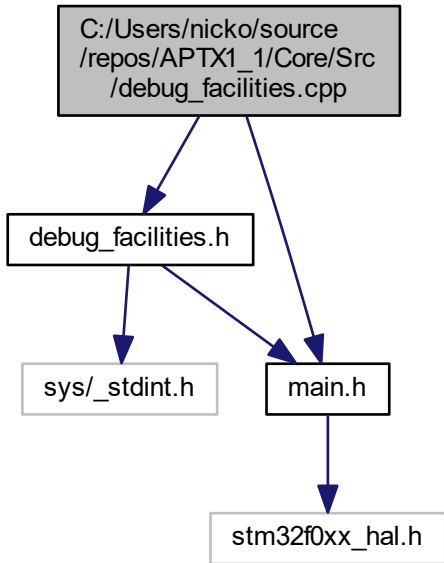 C:/Users/nicko/source
/repos/APTX1_1/Core/Src
/debug_facilities.cpp
debug_facilities.h
sys/_stdint.h
main.h
stm32f0xx_hal.h